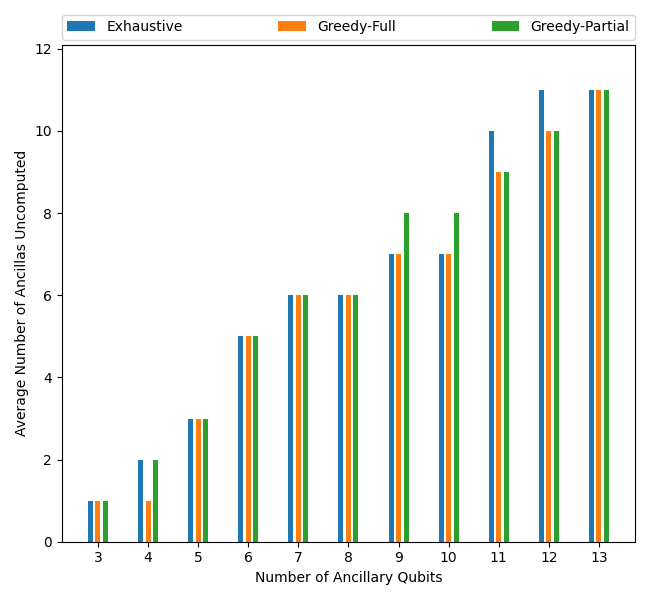 Exhaustive Greedy-Full Greedy-Partial
12
10
8
6
4
2
0
Average Number of Ancillas Uncomputed
3 4 5 6 7 8 9 10 11 12 13
Number of Ancillary Qubits